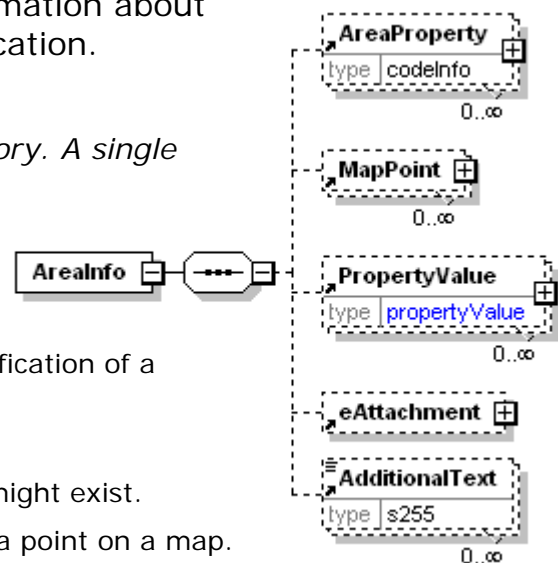 mation about
cation.
ory. A single
fication of a
night exist.
a point on a map.
AreaInfo
AreaProperty
type codeInfo
0..∞
MapPoint
0..∞
PropertyValue
type propertyValue
0..∞
eAttachment
AdditionalText
type s255
0..∞